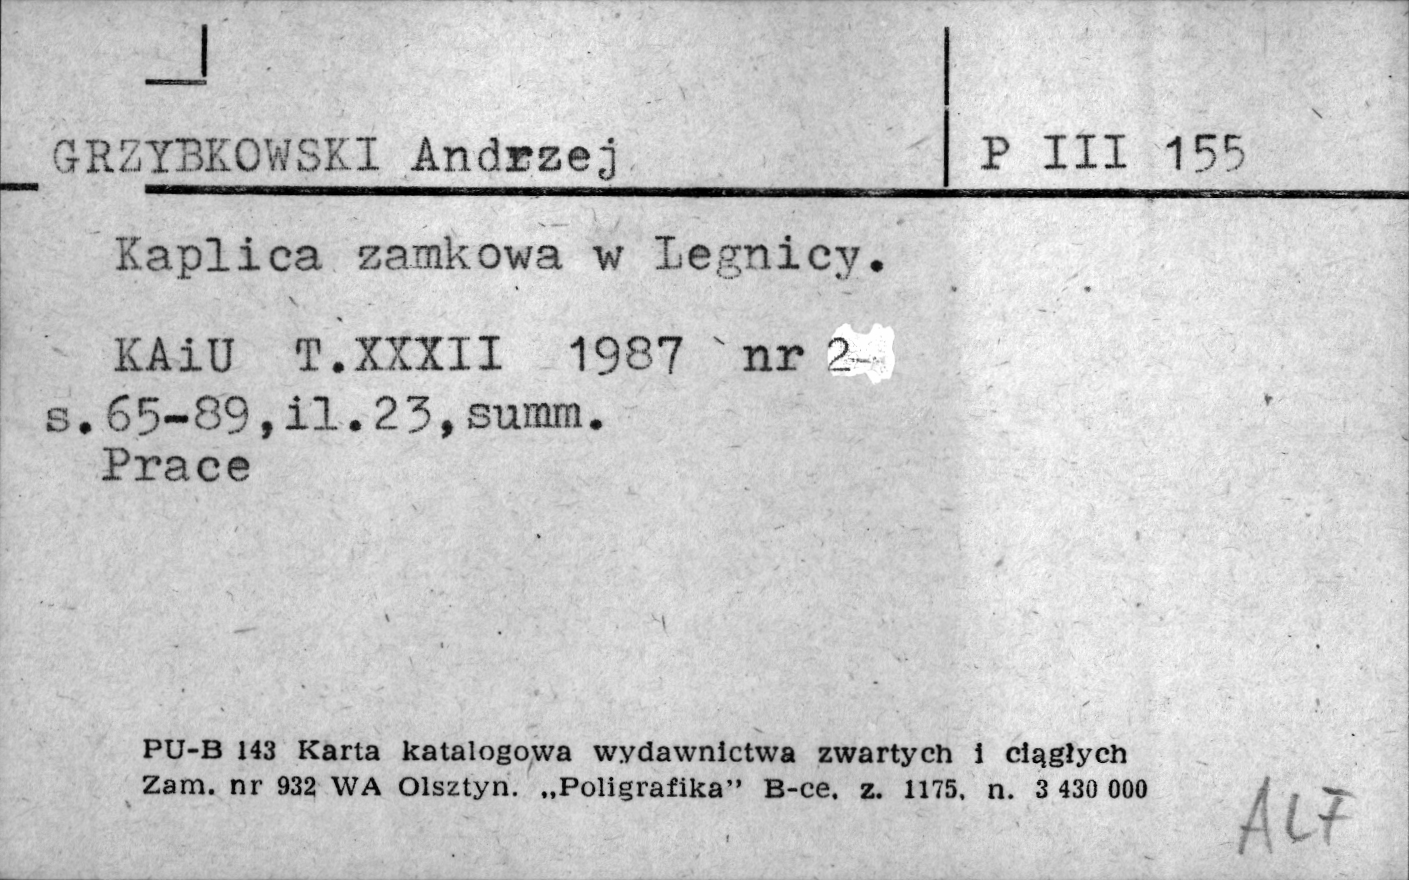 GRZYBKOWSKI Andrzej
P III 155
Kaplica zamkowa w Legnicy.
KAiU T.XXXII 1987 nr 2
s.65-89,il.23,summ.
Prace
PU-B 143 Karta katalogowa wydawnictwa zwartych i ciągłych
Zam. nr 932 WA Olsztyn. „Poligrafika” B-ce. z. 1175. n. 3 430 000
ALF